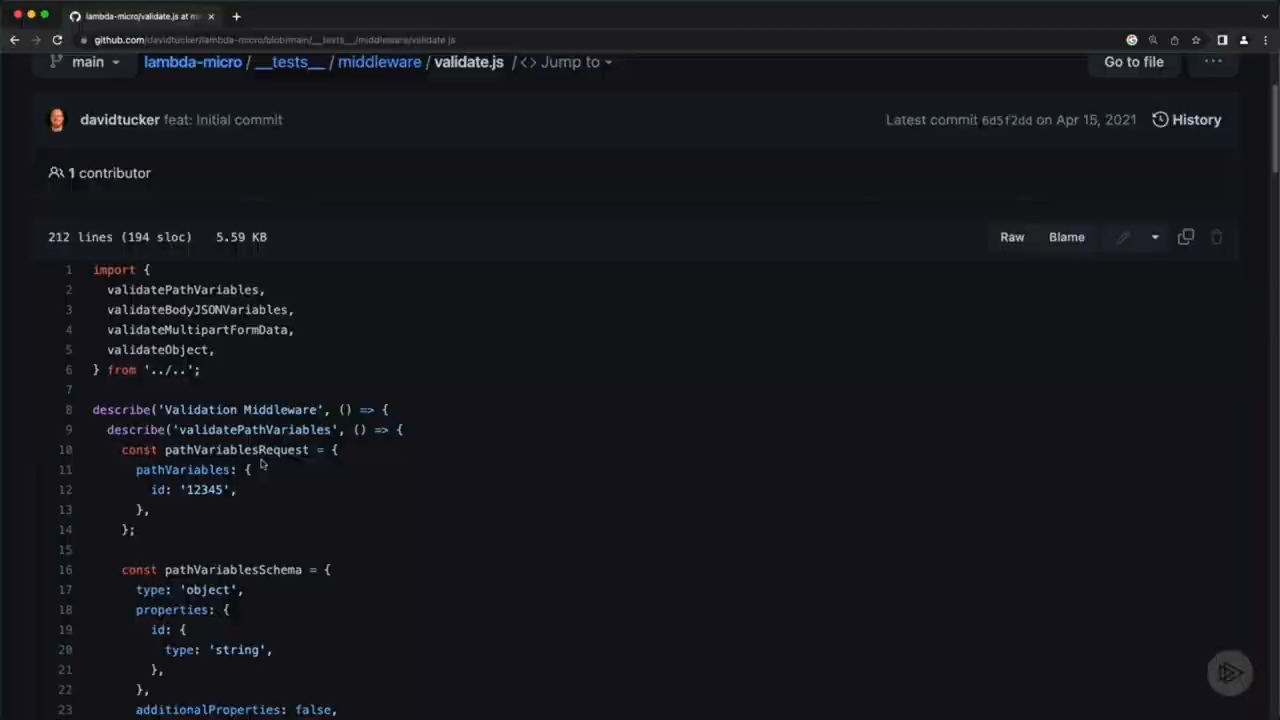 lambda-micro/validate.js at m
github.com/davidtucker/lambda-micro/blob/main/__tests__/middleware/validate.js
main lambda-micro / __tests__ / middleware / validate.js / <> Jump to Go to file ...
davidtucker feat: Initial commit Latest commit 6d5f2dd on Apr 15, 2021 History
1 contributor
212 lines (194 sloc) 5.59 KB Raw Blame
1 import {
2 validatePathVariables,
3 validateBodyJSONVariables,
4 validateMultipartFormData,
5 validateObject,
6 } from '../..';
7
8 describe('Validation Middleware', () => {
9 describe('validatePathVariables', () => {
10 const pathVariablesRequest = {
11 pathVariables: {
12 id: '12345',
13 },
14 };
15
16 const pathVariablesSchema = {
17 type: 'object',
18 properties: {
19 id: {
20 type: 'string',
21 },
22 },
23 additionalProperties: false,